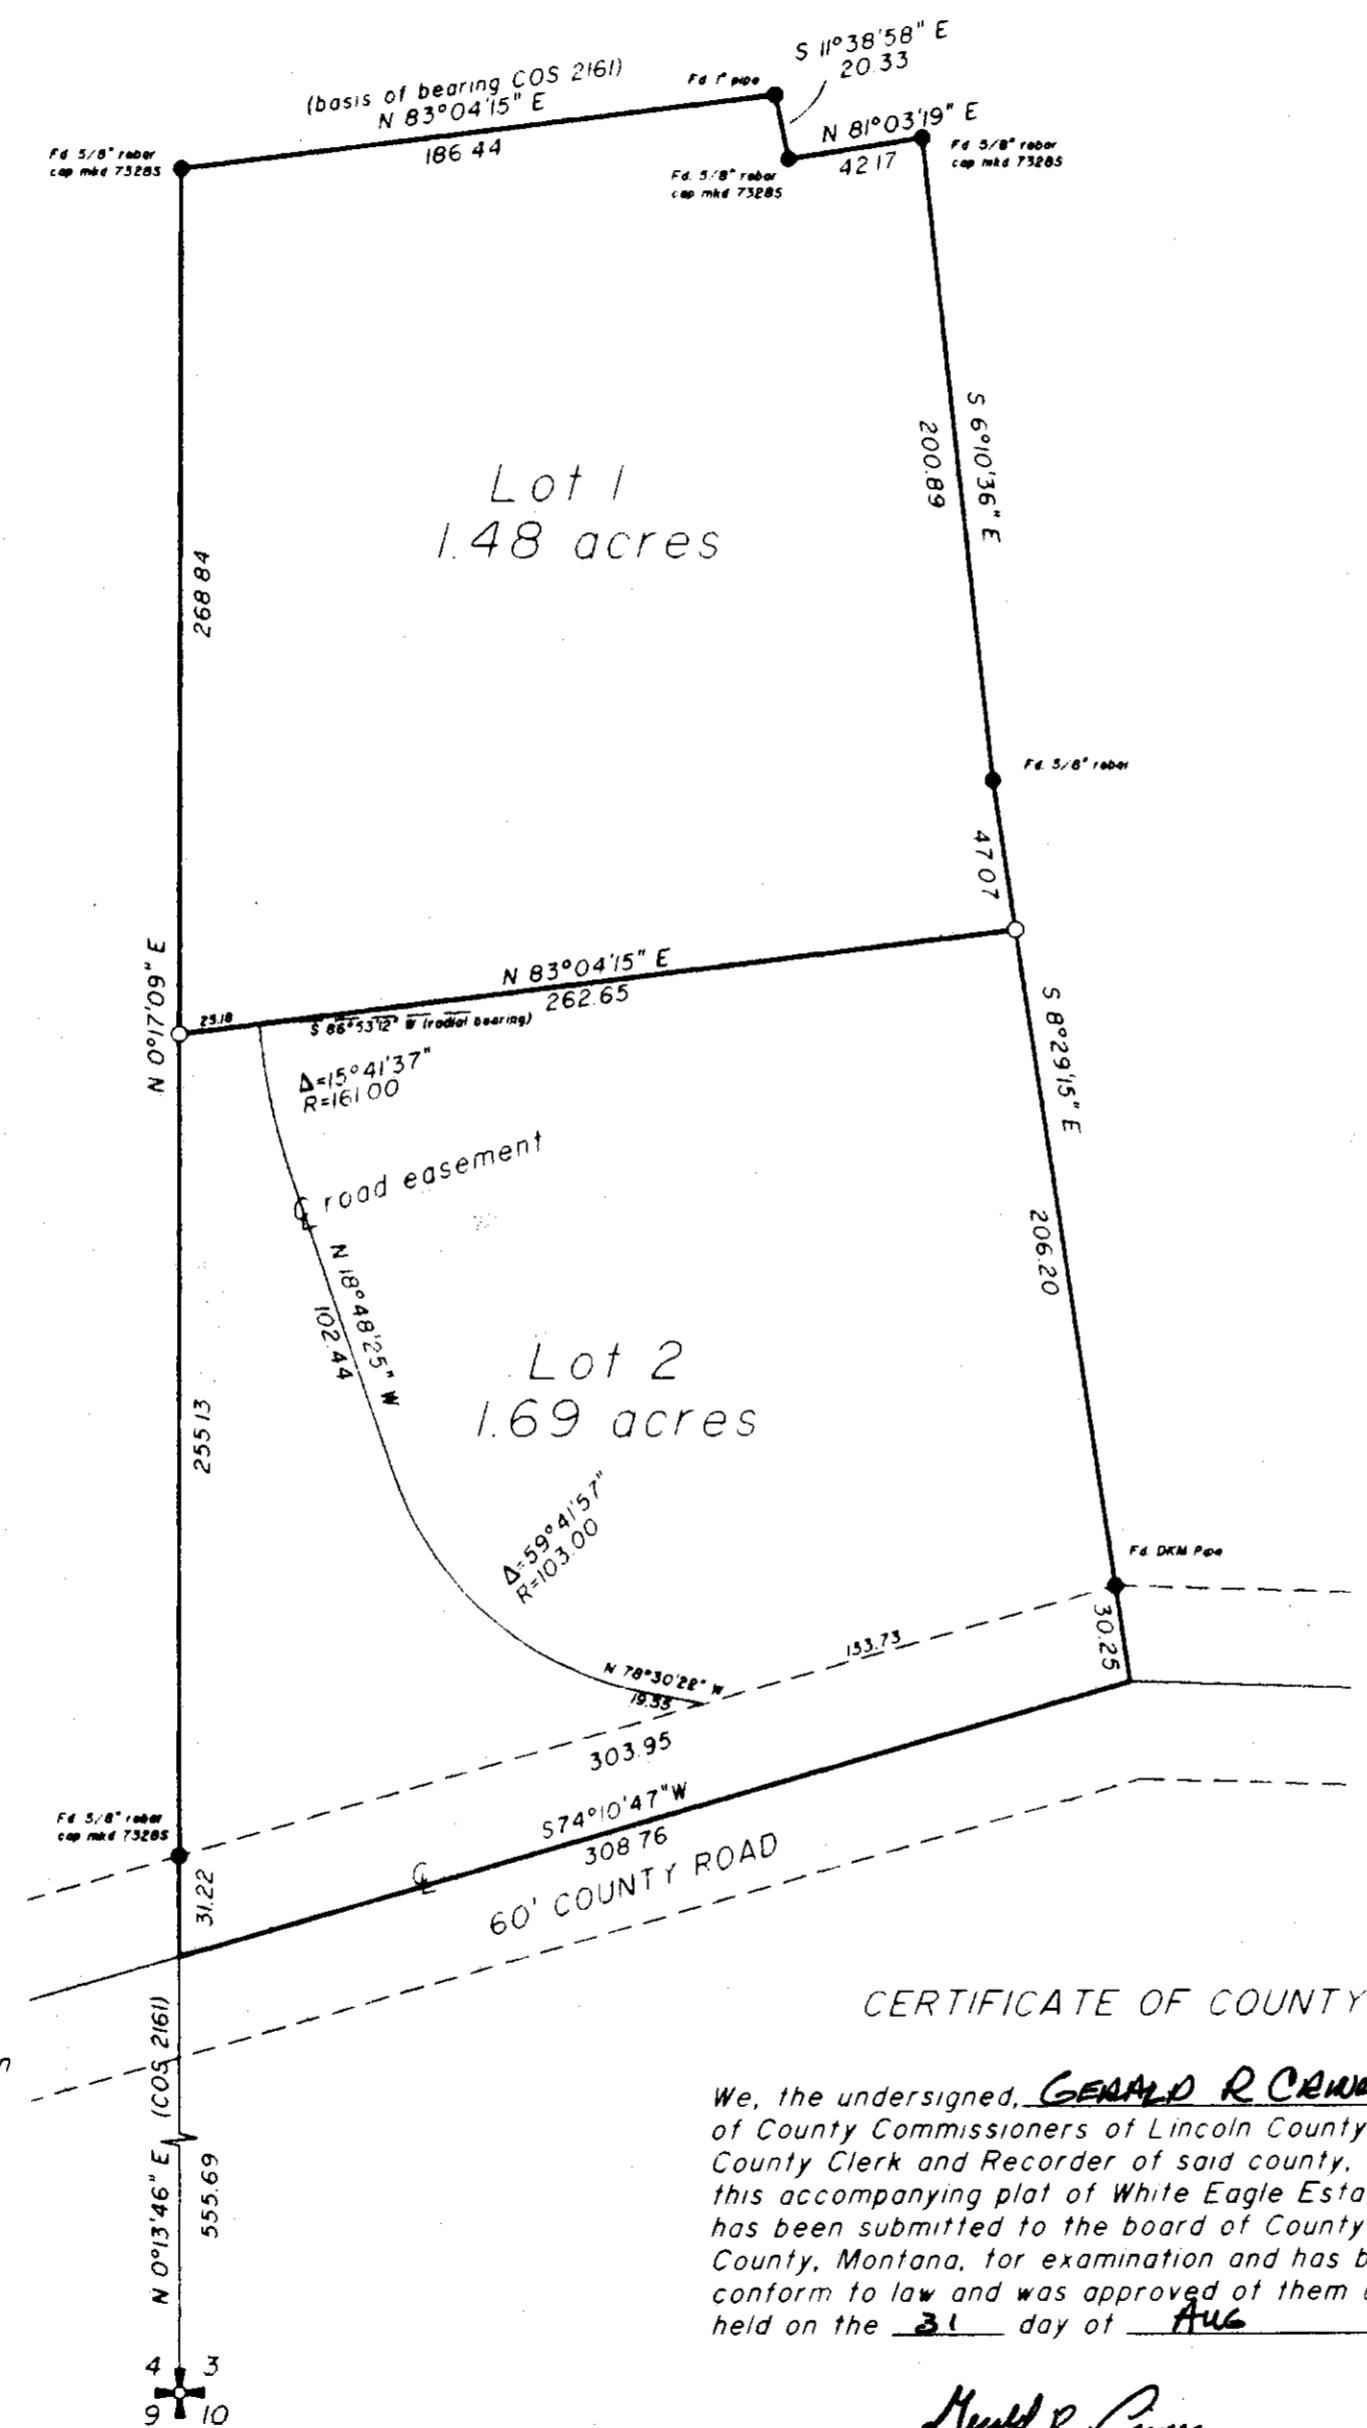 S 11°38'58" E
20.33
(basis of bearing COS 2161)
N 83°04'15" E
186.44
Fd 1" pipe
N 81°03'19" E
42.17
Fd. 5/8" rebar
cap mkd 7328S
Fd 5/8" rebar
cap mkd 7328S
Fd. 5/8" rebar
cap mkd 7328S
S 6°10'36" E
200.89
Lot 1
1.48 acres
268.84
Fd. 5/8" rebar
47.07
N 0°17'09" E
N 83°04'15" E
262.65
S 86°53'12" W (radial bearing)
S 8°29'15" E
Δ=15°41'37"
R=161.00
℄ road easement
N 18°48'25" W
102.44
206.20
Lot 2
1.69 acres
255.13
Δ=59°41'57"
R=103.00
Fd. DKM Pipe
30.25
153.73
N 78°30'22" W
303.95
S74°10'47"W
308.76
℄
60' COUNTY ROAD
Fd 5/8" rebar
cap mkd 7328S
31.22
N 0°13'46" E (COS 2161)
555.69
4 3
9 10
CERTIFICATE OF COUNTY
We, the undersigned, GERALD R
of County Commissioners of Lincoln County
County Clerk and Recorder of said county,
this accompanying plat of White Eagle Esta
has been submitted to the board of County
County, Montana, for examination and has b
conform to law and was approved of them
held on the 31 day of Aug